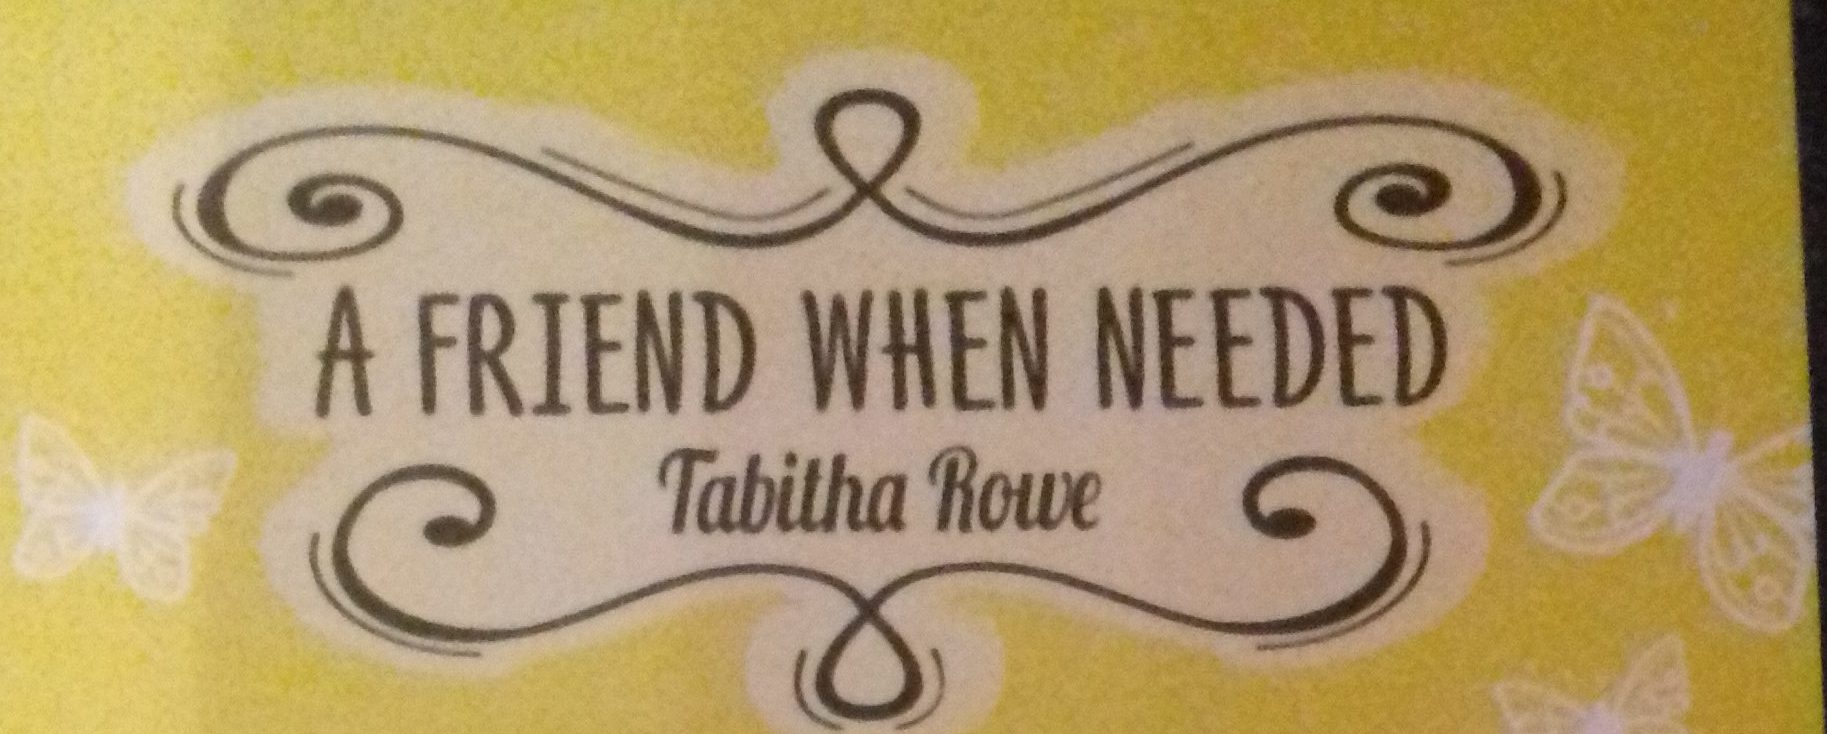 A FRIEND WHEN NEEDED
Tabitha Rowe